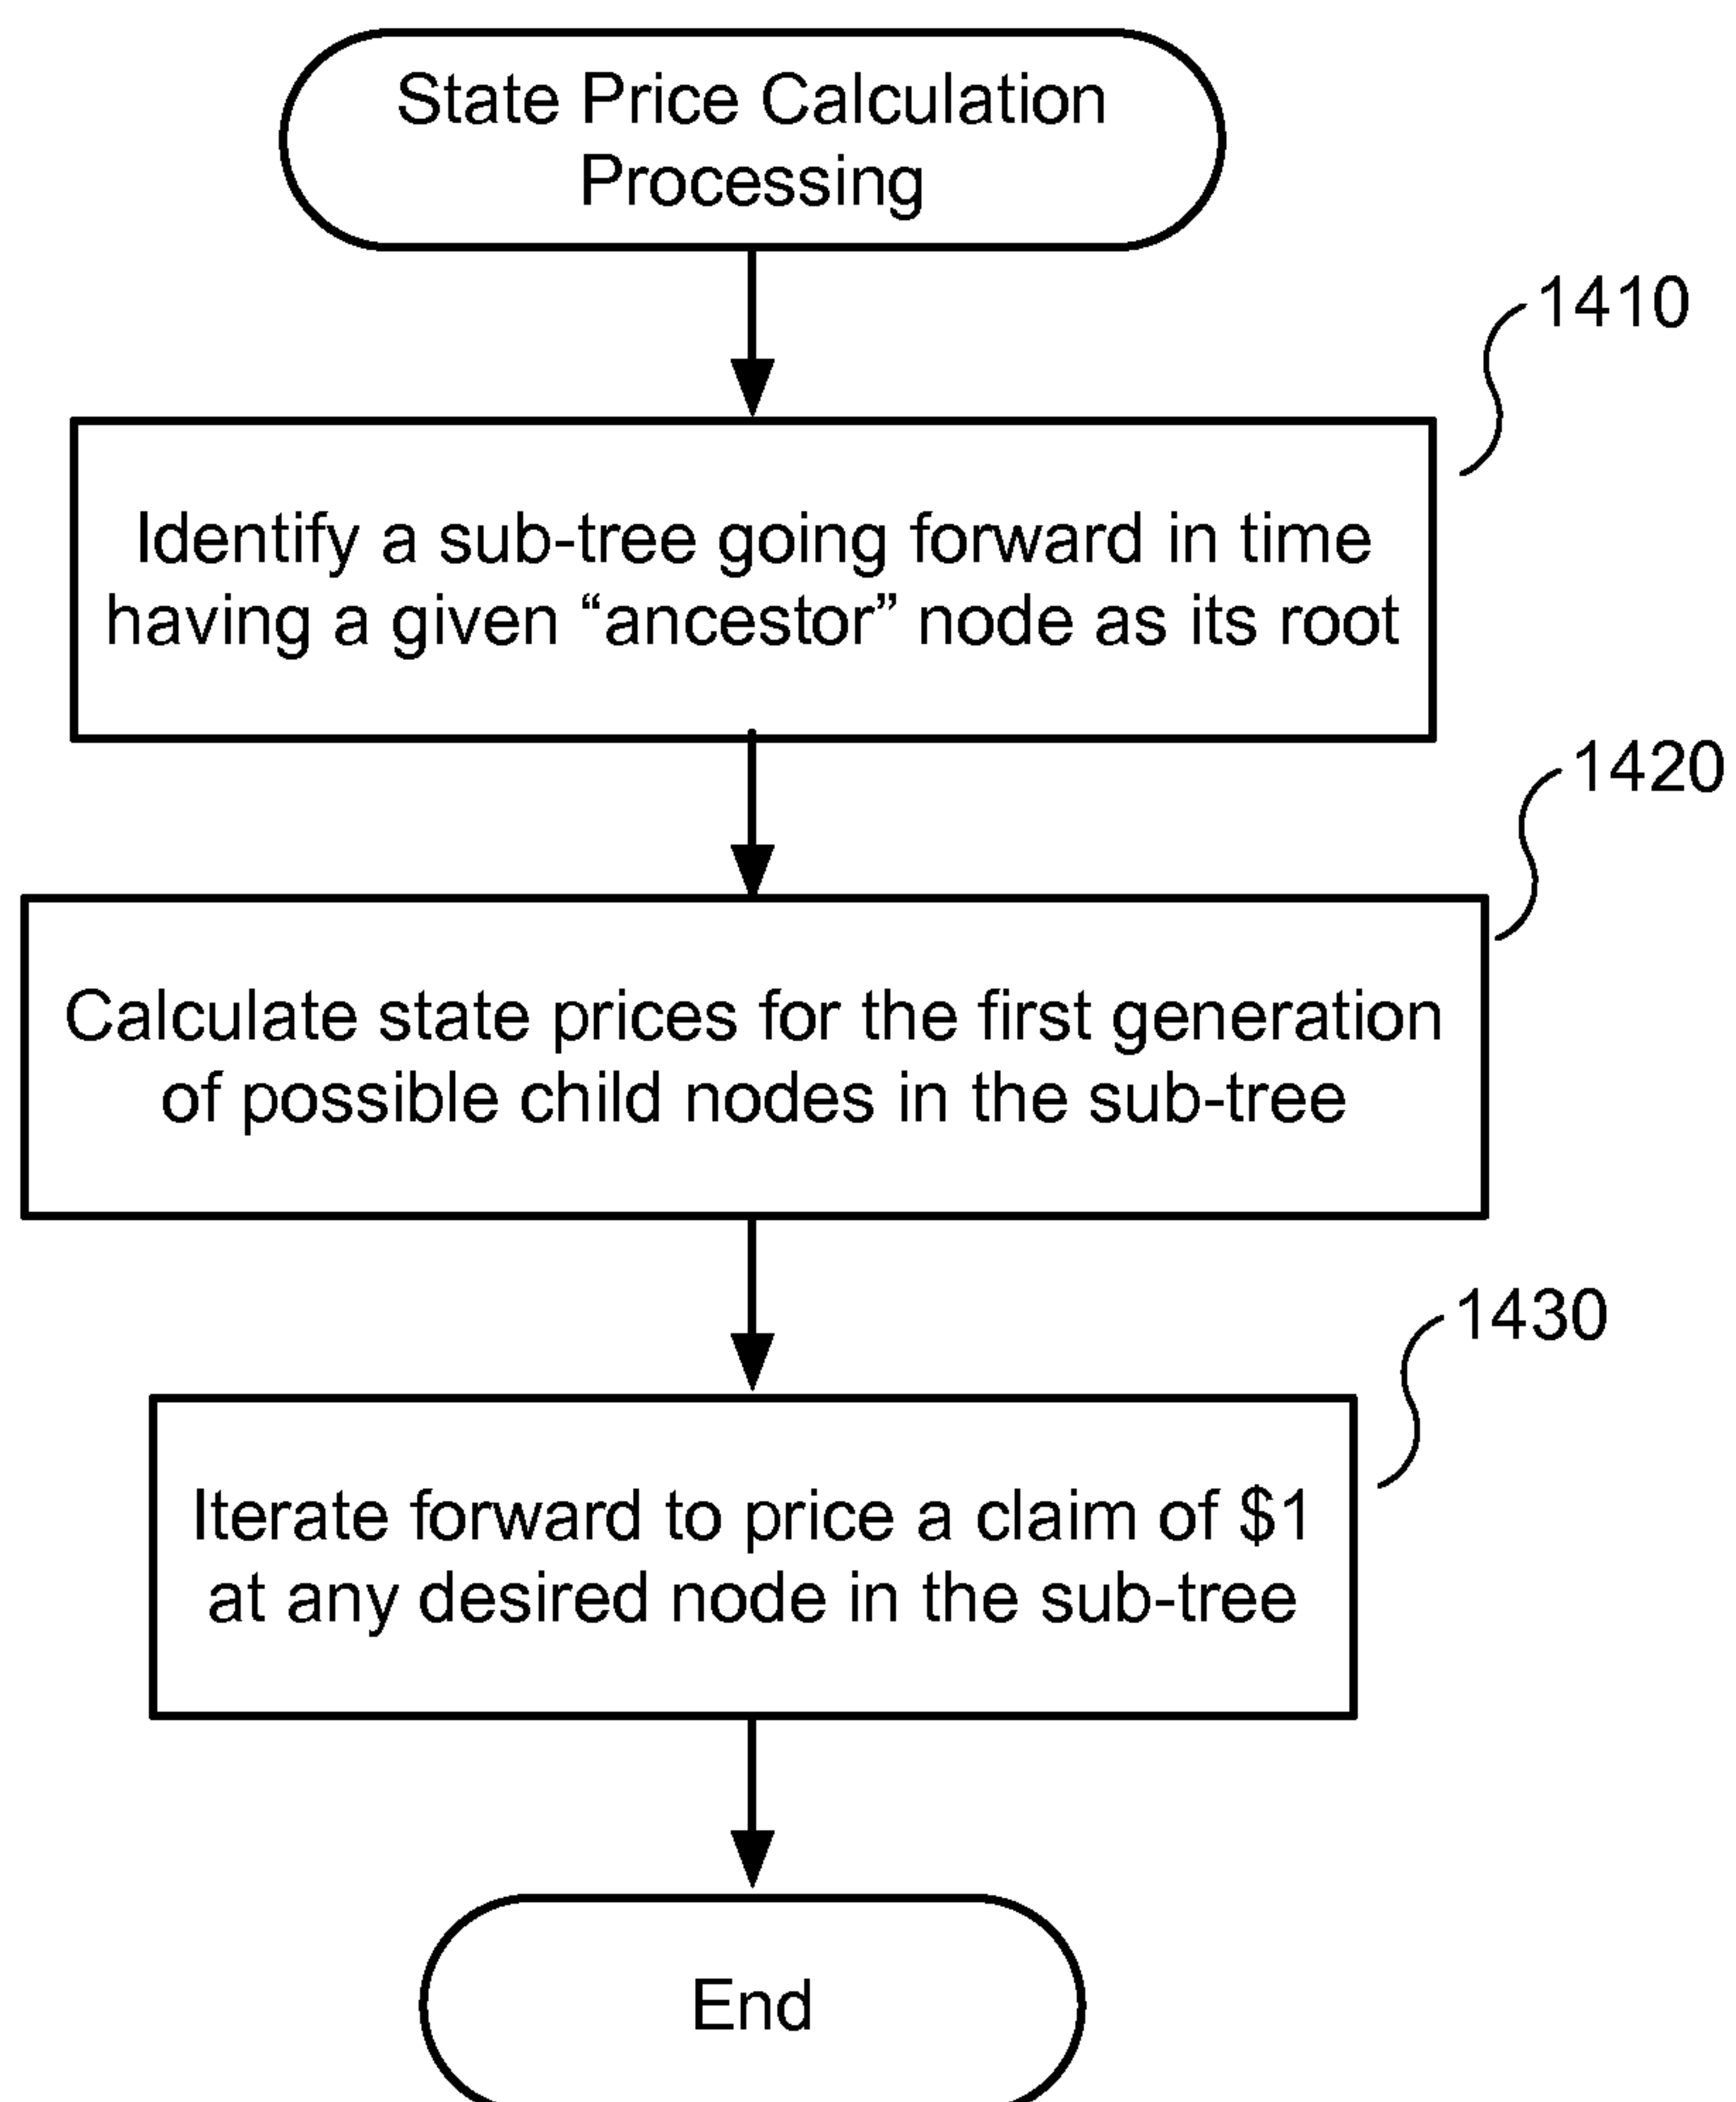 State Price Calculation
Processing
1410
Identify a sub-tree going forward in time
having a given “ancestor” node as its root
1420
Calculate state prices for the first generation
of possible child nodes in the sub-tree
1430
Iterate forward to price a claim of $1
at any desired node in the sub-tree
End